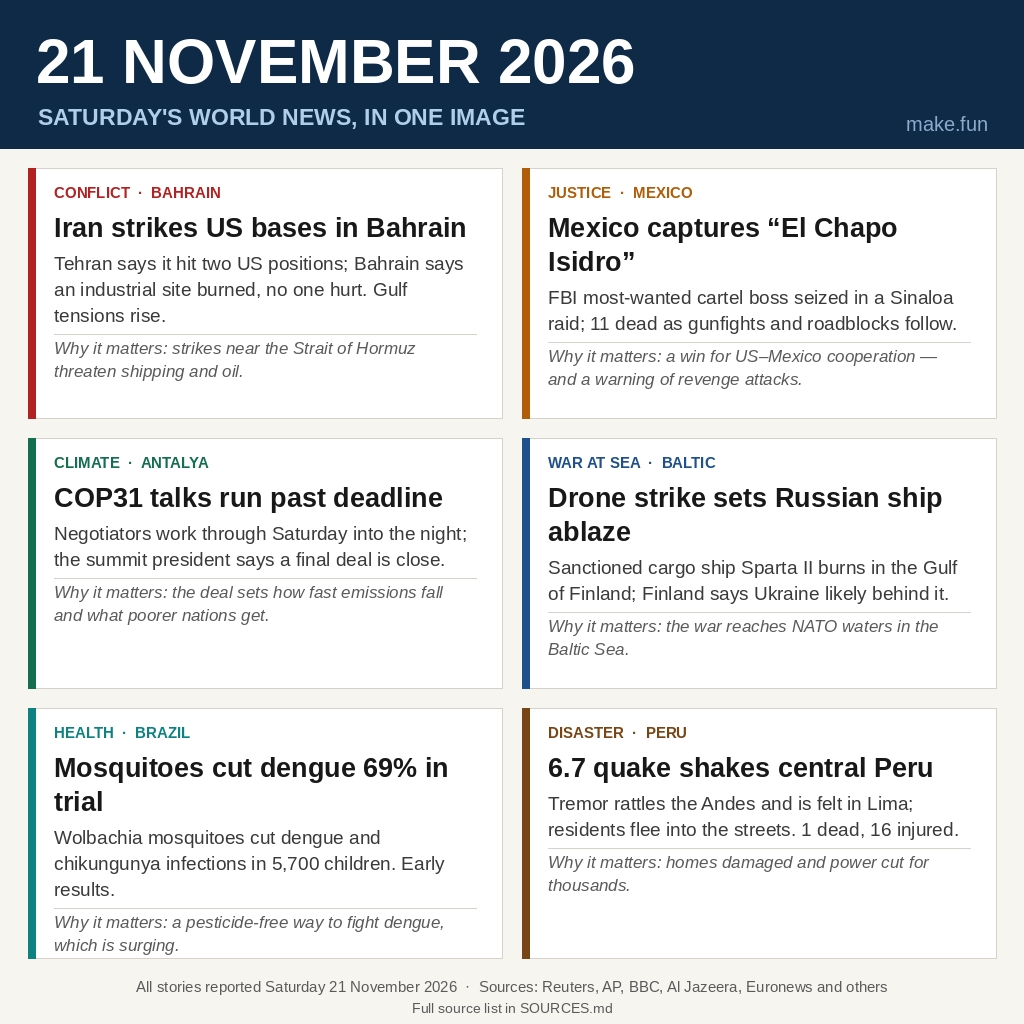 21 NOVEMBER 2026
SATURDAY'S WORLD NEWS, IN ONE IMAGE
make.fun
CONFLICT · BAHRAIN
Iran strikes US bases in Bahrain
Tehran says it hit two US positions; Bahrain says
an industrial site burned, no one hurt. Gulf
tensions rise.
Why it matters: strikes near the Strait of Hormuz
threaten shipping and oil.
JUSTICE · MEXICO
Mexico captures “El Chapo
Isidro”
FBI most-wanted cartel boss seized in a Sinaloa
raid; 11 dead as gunfights and roadblocks follow.
Why it matters: a win for US–Mexico cooperation —
and a warning of revenge attacks.
CLIMATE · ANTALYA
COP31 talks run past deadline
Negotiators work through Saturday into the night;
the summit president says a final deal is close.
Why it matters: the deal sets how fast emissions fall
and what poorer nations get.
WAR AT SEA · BALTIC
Drone strike sets Russian ship
ablaze
Sanctioned cargo ship Sparta II burns in the Gulf
of Finland; Finland says Ukraine likely behind it.
Why it matters: the war reaches NATO waters in the
Baltic Sea.
HEALTH · BRAZIL
Mosquitoes cut dengue 69% in
trial
Wolbachia mosquitoes cut dengue and
chikungunya infections in 5,700 children. Early
results.
Why it matters: a pesticide-free way to fight dengue,
which is surging.
DISASTER · PERU
6.7 quake shakes central Peru
Tremor rattles the Andes and is felt in Lima;
residents flee into the streets. 1 dead, 16 injured.
Why it matters: homes damaged and power cut for
thousands.
All stories reported Saturday 21 November 2026 · Sources: Reuters, AP, BBC, Al Jazeera, Euronews and others
Full source list in SOURCES.md